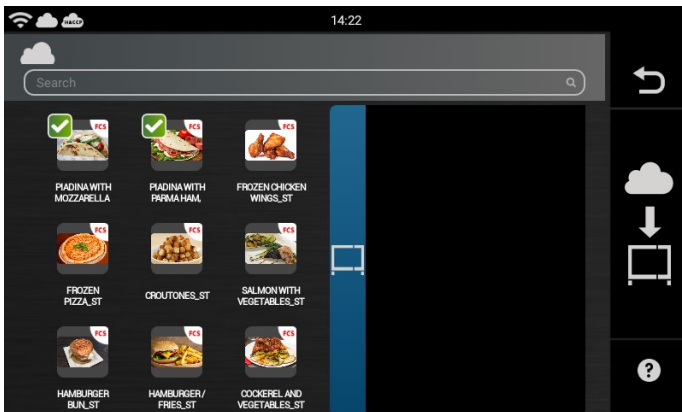 HACCP
14:22
Search
FCS
FCS
FCS
PIADINA WITH
MOZZARELLA
PIADINA WITH
PARMA HAM,
FROZEN CHICKEN
WINGS_ST
FCS
FCS
FCS
FROZEN
PIZZA_ST
CROUTONES_ST
SALMON WITH
VEGETABLES_ST
FCS
FCS
FCS
HAMBURGER
BUN_ST
HAMBURGER/
FRIES_ST
COCKEREL AND
VEGETABLES_ST
?